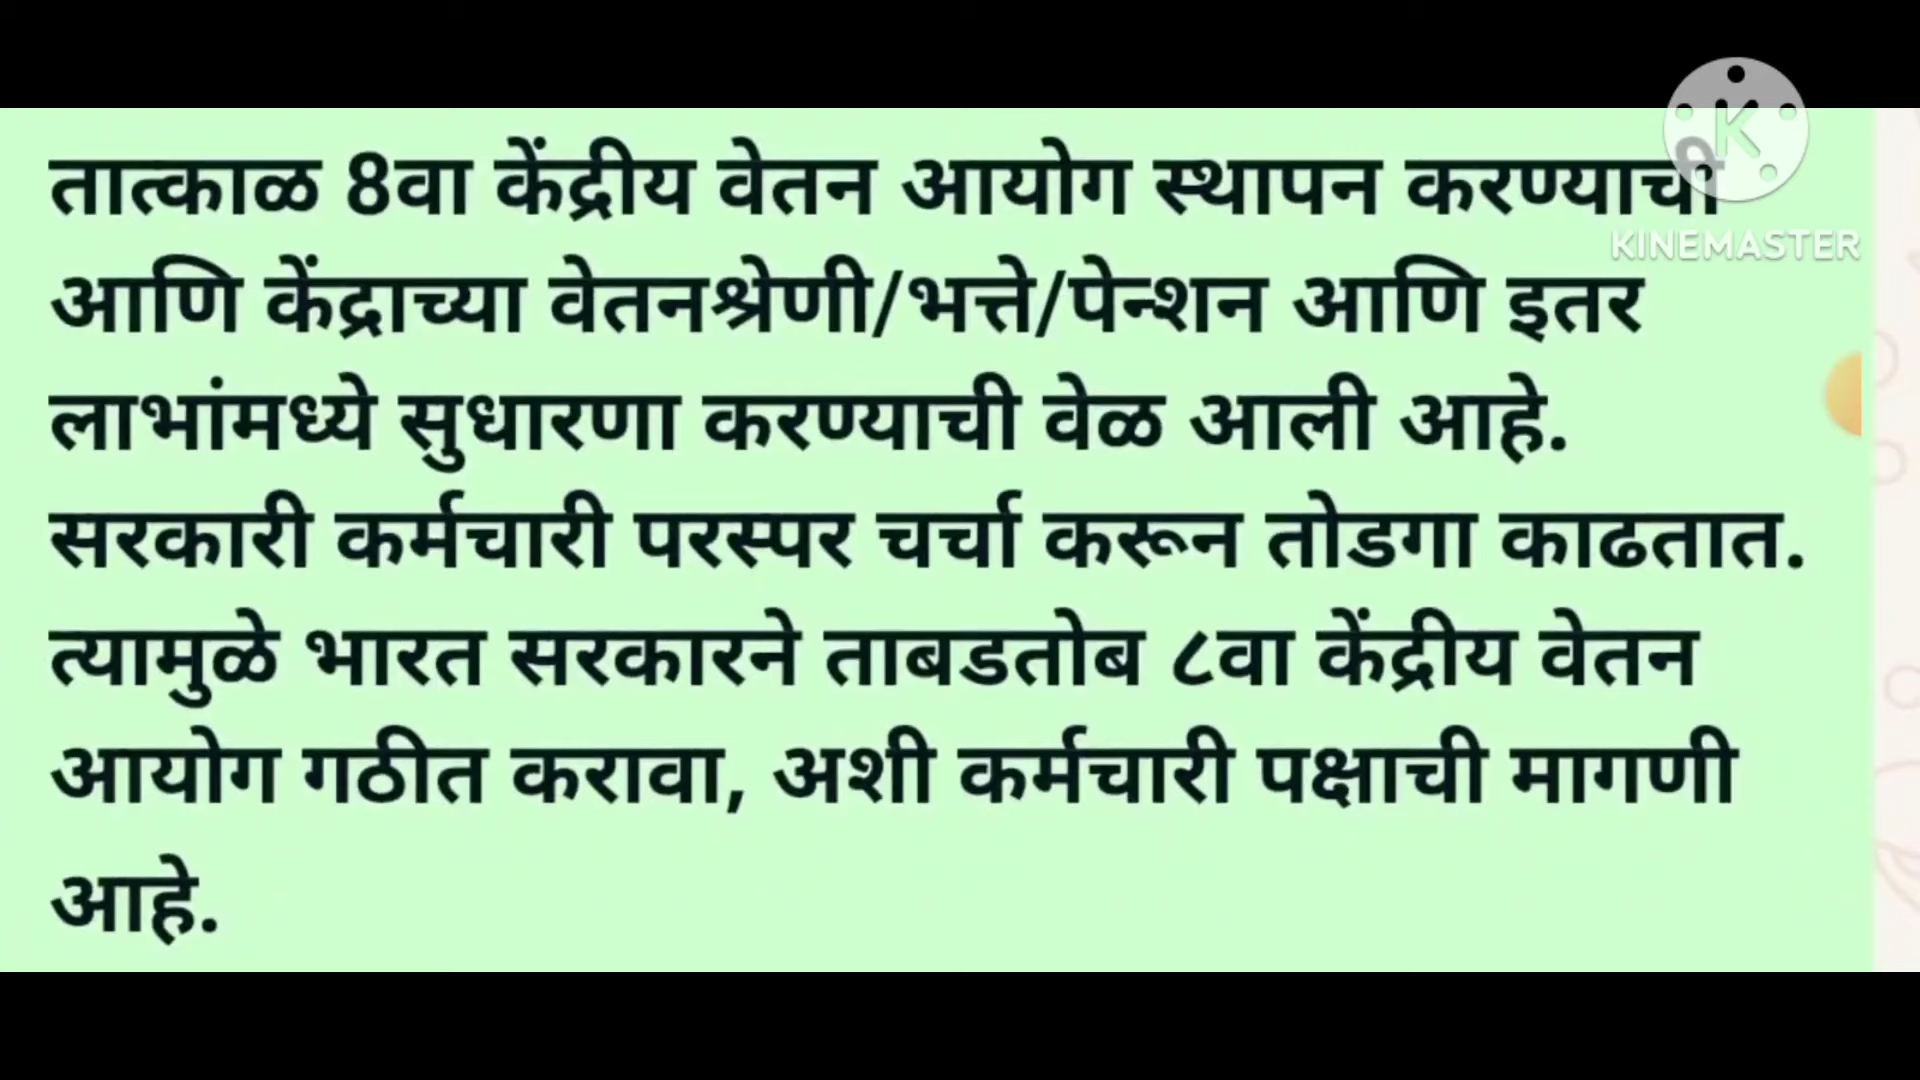 तात्काळ 8वा केंद्रीय वेतन आयोग स्थापन करण्याची
KINEMASTER
आणि केंद्राच्या वेतनश्रेणी/भत्ते/पेन्शन आणि इतर
लाभांमध्ये सुधारणा करण्याची वेळ आली आहे.
सरकारी कर्मचारी परस्पर चर्चा करून तोडगा काढतात.
त्यामुळे भारत सरकारने ताबडतोब ८वा केंद्रीय वेतन
आयोग गठीत करावा, अशी कर्मचारी पक्षाची मागणी
आहे.